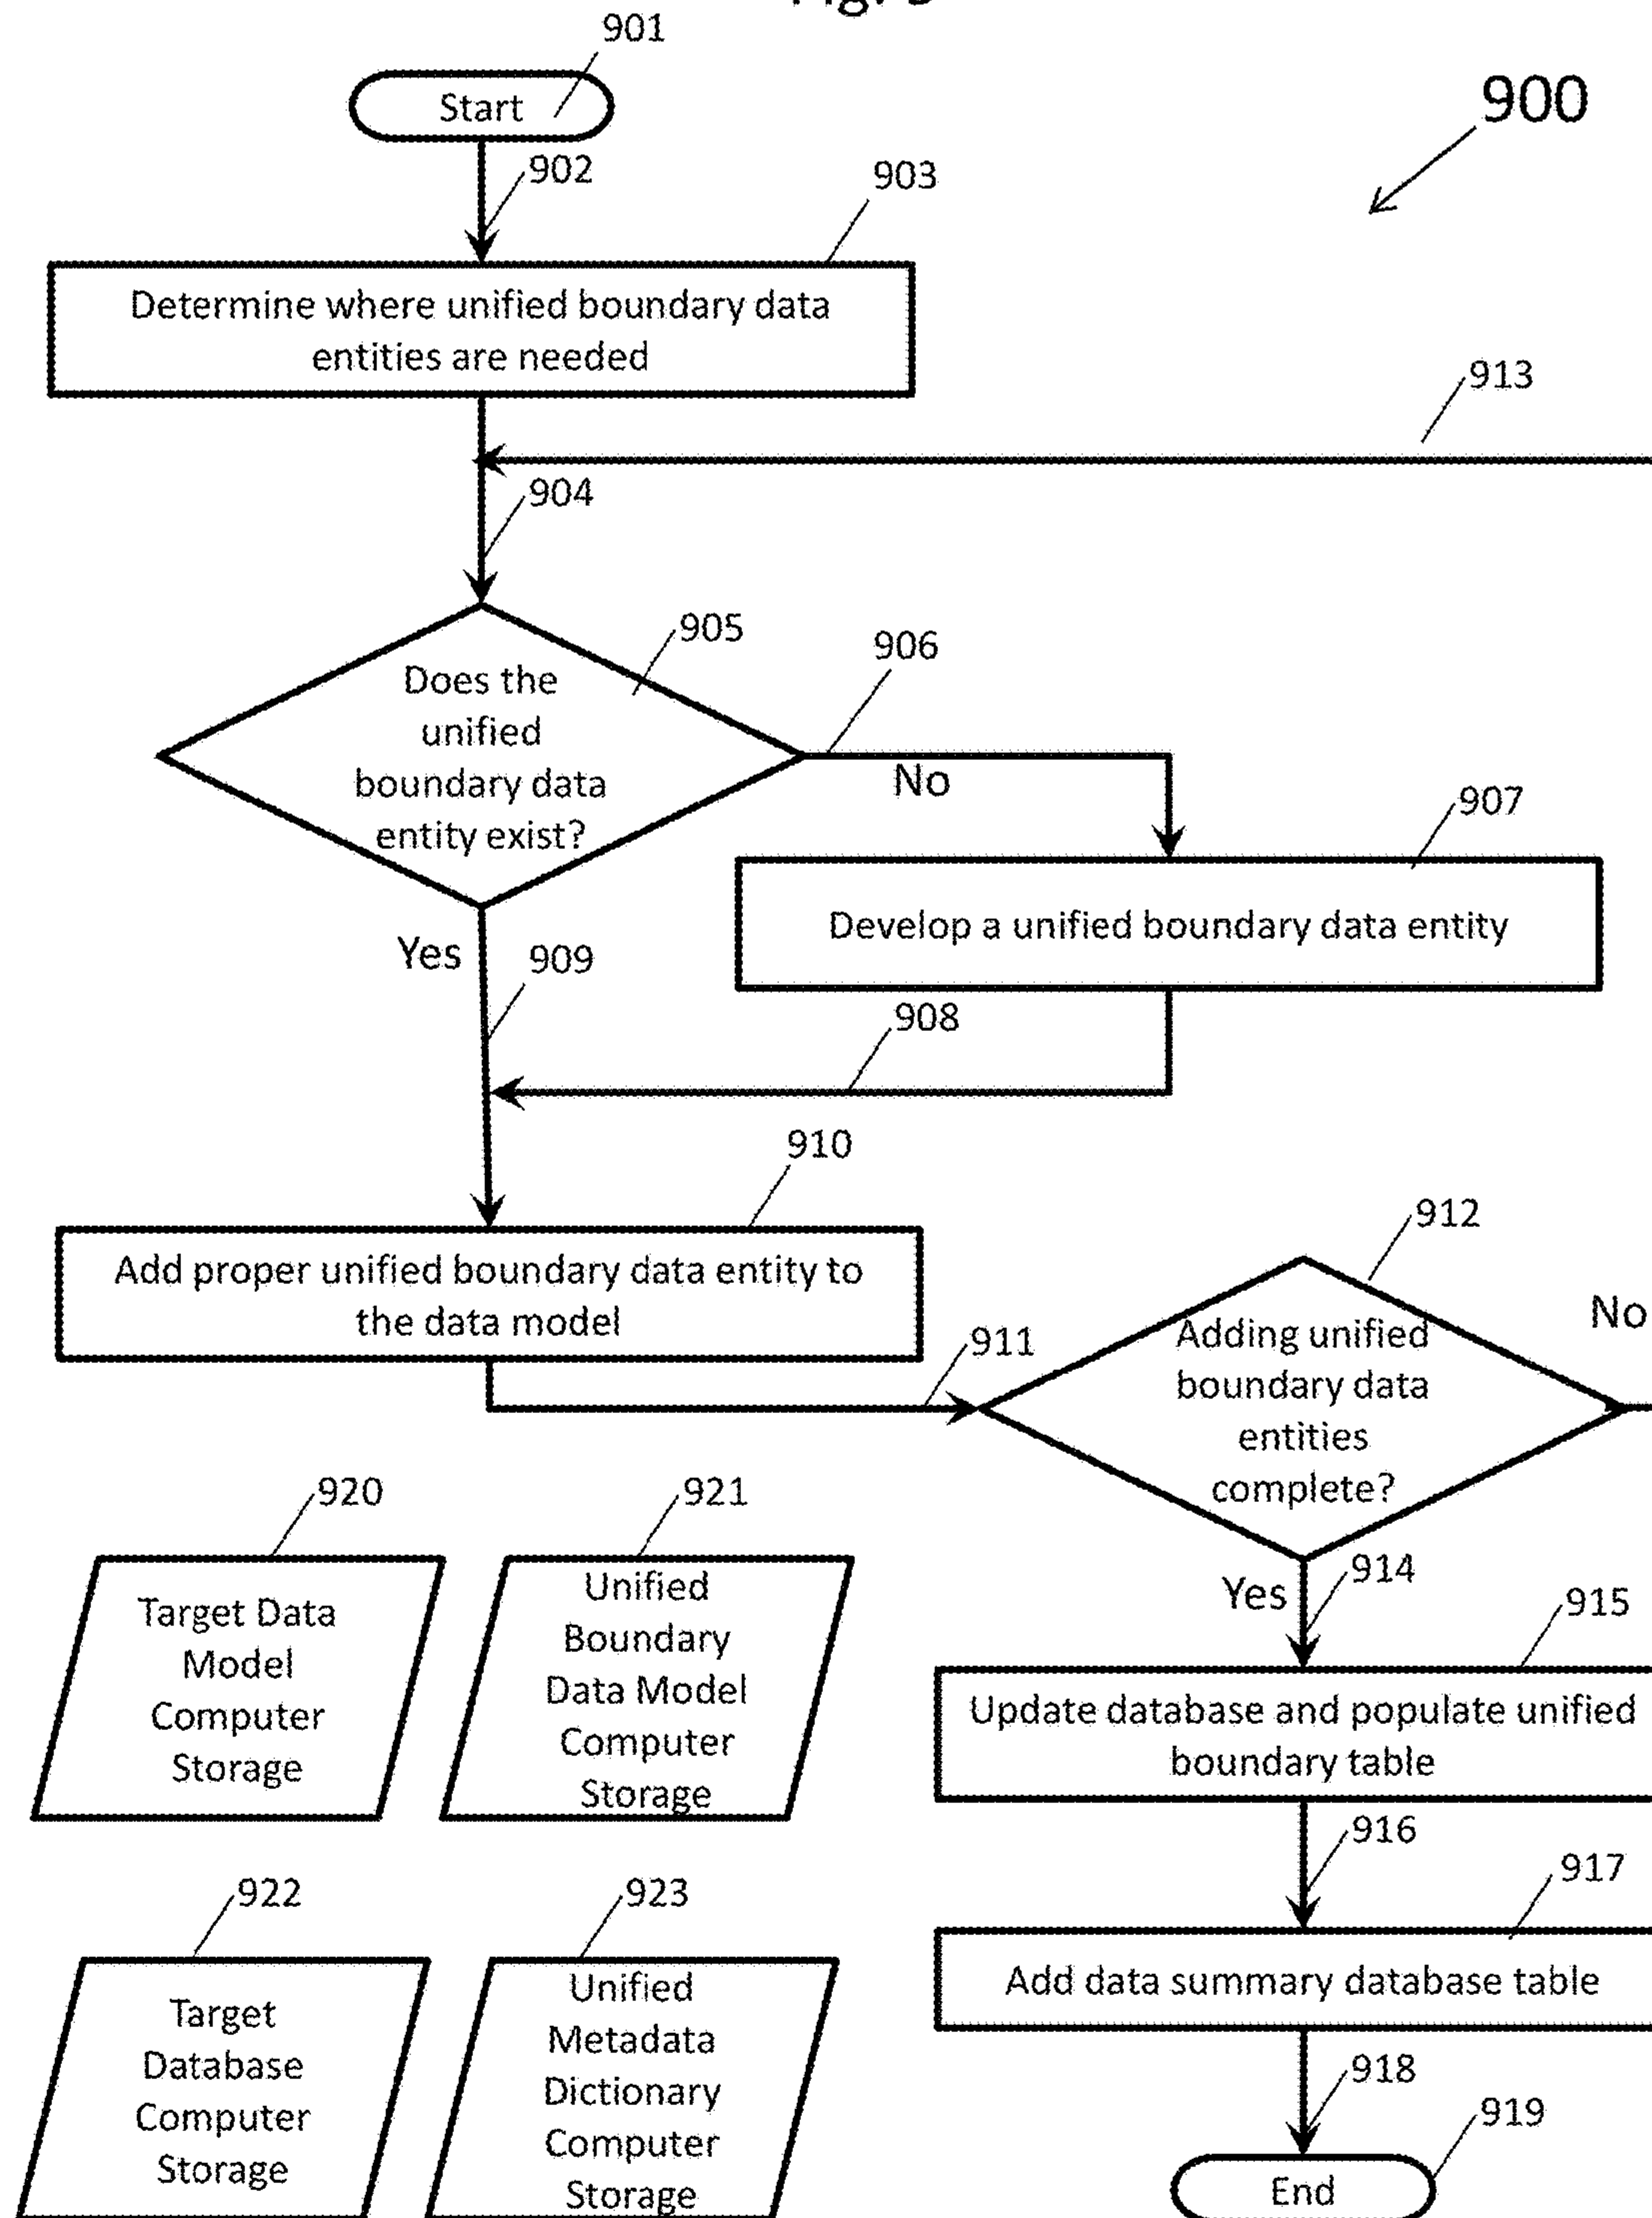 901
Start
900
902
903
Determine where unified boundary data
entities are needed
913
904
905
906
Does the
unified
boundary data
entity exist?
No
907
Develop a unified boundary data entity
Yes
909
908
910
912
Add proper unified boundary data entity to
the data model
No
911
Adding unified
boundary data
entities
complete?
920
921
914
Yes
915
Target Data
Model
Computer
Storage
Unified
Boundary
Data Model
Computer
Storage
Update database and populate unified
boundary table
916
917
922
923
Add data summary database table
Target
Database
Computer
Storage
Unified
Metadata
Dictionary
Computer
Storage
918
919
End